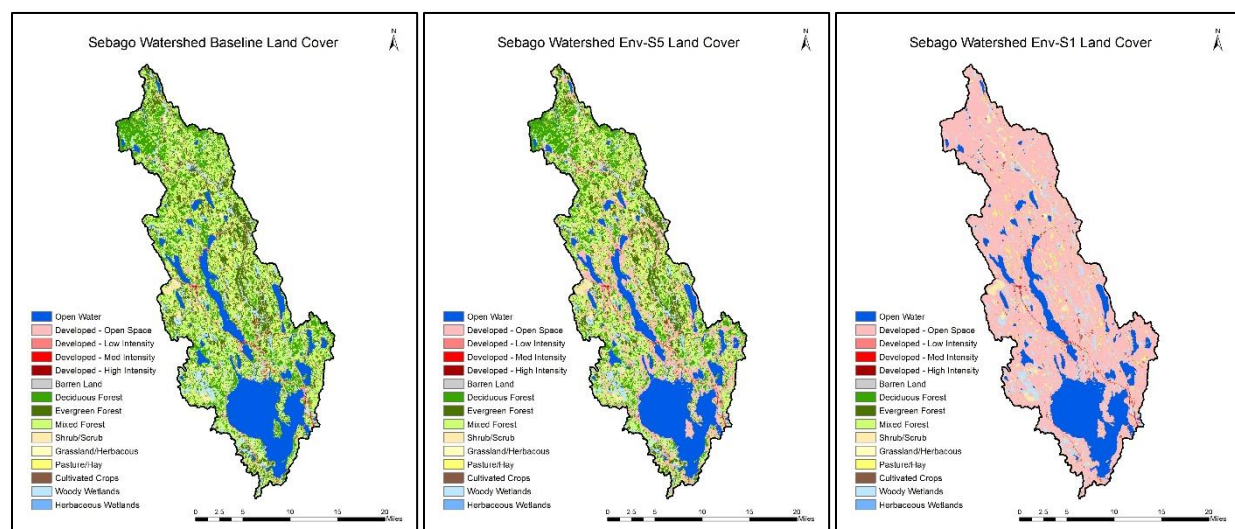 Sebago Watershed Baseline Land Cover
N
Open Water
Developed - Open Space
Developed - Low Intensity
Developed - Med Intensity
Developed - High Intensity
Barren Land
Deciduous Forest
Evergreen Forest
Mixed Forest
Shrub/Scrub
Grassland/Herbacous
Pasture/Hay
Cultivated Crops
Woody Wetlands
Herbaceous Wetlands
0 2.5 5 10 15 20
Miles
Sebago Watershed Env-S5 Land Cover
N
Open Water
Developed - Open Space
Developed - Low Intensity
Developed - Med Intensity
Developed - High Intensity
Barren Land
Deciduous Forest
Evergreen Forest
Mixed Forest
Shrub/Scrub
Grassland/Herbacous
Pasture/Hay
Cultivated Crops
Woody Wetlands
Herbaceous Wetlands
0 2.5 5 10 15 20
Miles
Sebago Watershed Env-S1 Land Cover
N
Open Water
Developed - Open Space
Developed - Low Intensity
Developed - Med Intensity
Developed - High Intensity
Barren Land
Deciduous Forest
Evergreen Forest
Mixed Forest
Shrub/Scrub
Grassland/Herbacous
Pasture/Hay
Cultivated Crops
Woody Wetlands
Herbaceous Wetlands
0 2.5 5 10 15 20
Miles